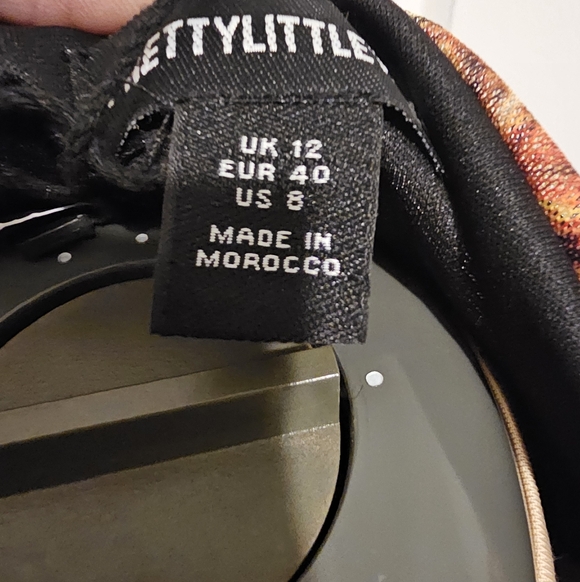 ETTYLITTLE
UK 12
EUR 40
US 8
MADE IN
MOROCCO